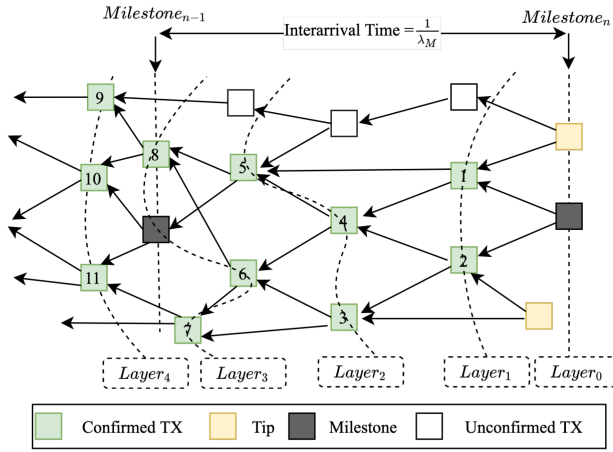 Milestone_{n-1}
Milestone_n
Interarrival Time = \frac{1}{λ_M}
9
8
10
5
1
4
2
6
11
3
7
Layer_4
Layer_3
Layer_2
Layer_1
Layer_0
Confirmed TX
Tip
Milestone
Unconfirmed TX